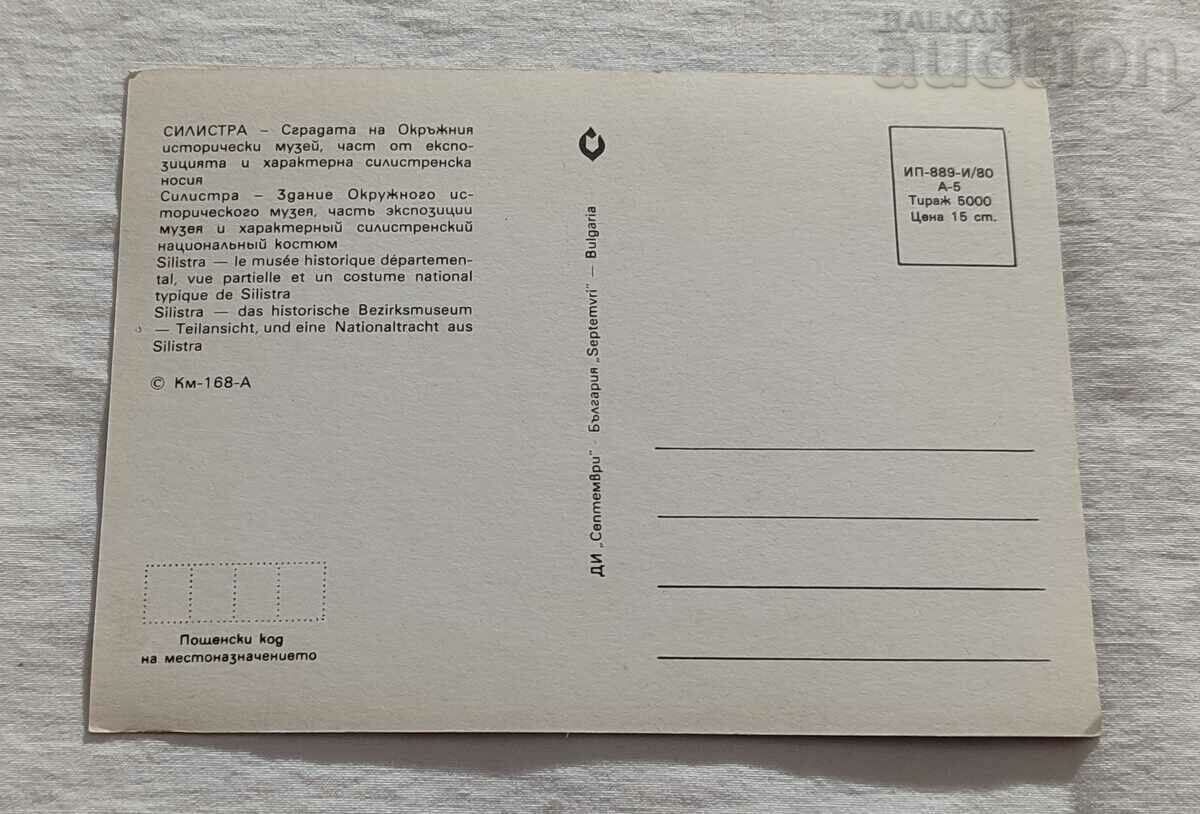 СИЛИСТРА – Сградата на Окръжния
исторически музей, част от експо-
зицията и характерна силистренска
носия
Силистра – Здание Окружного ис-
торического музея, часть экспозиции
музея и характерный силистренский
национальный костюм
Silistra — le musée historique départemen-
tal, vue partielle et un costume national
typique de Silistra
Silistra — das historische Bezirksmuseum
— Teilansicht, und eine Nationaltracht aus
Silistra
© Км-168-А
Пощенски код
на местоназначението
ДИ „Септември“ · България „Septemvri“ — Bulgaria
ИП-889-И/80
А-5
Тираж 5000
Цена 15 ст.
BALKAN
auction